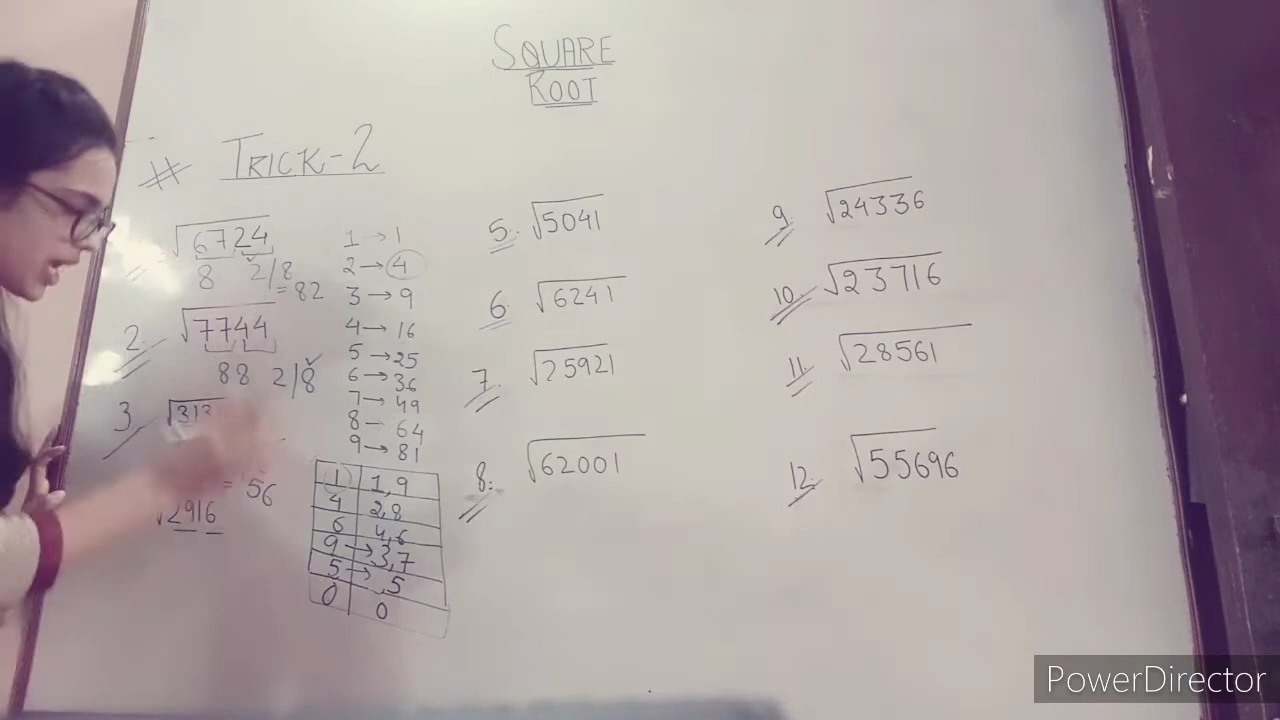 SQUARE
ROOT
# TRICK-2
√6724
8 2/8
= 82
2. √7744
88 2/8
3. √313
= 56
√2916
1 → 1
2 → 4
3 → 9
4 → 16
5 → 25
6 → 36
7 → 49
8 — 64
9 → 81
1 | 1,9
4 | 2,8
6 | 4,6
9 → 3,7
5 → 5
0 | 0
5. √5041
6. √6241
7. √25921
8. √62001
9. √24336
10. √23716
11. √28561
12. √55696
PowerDirector